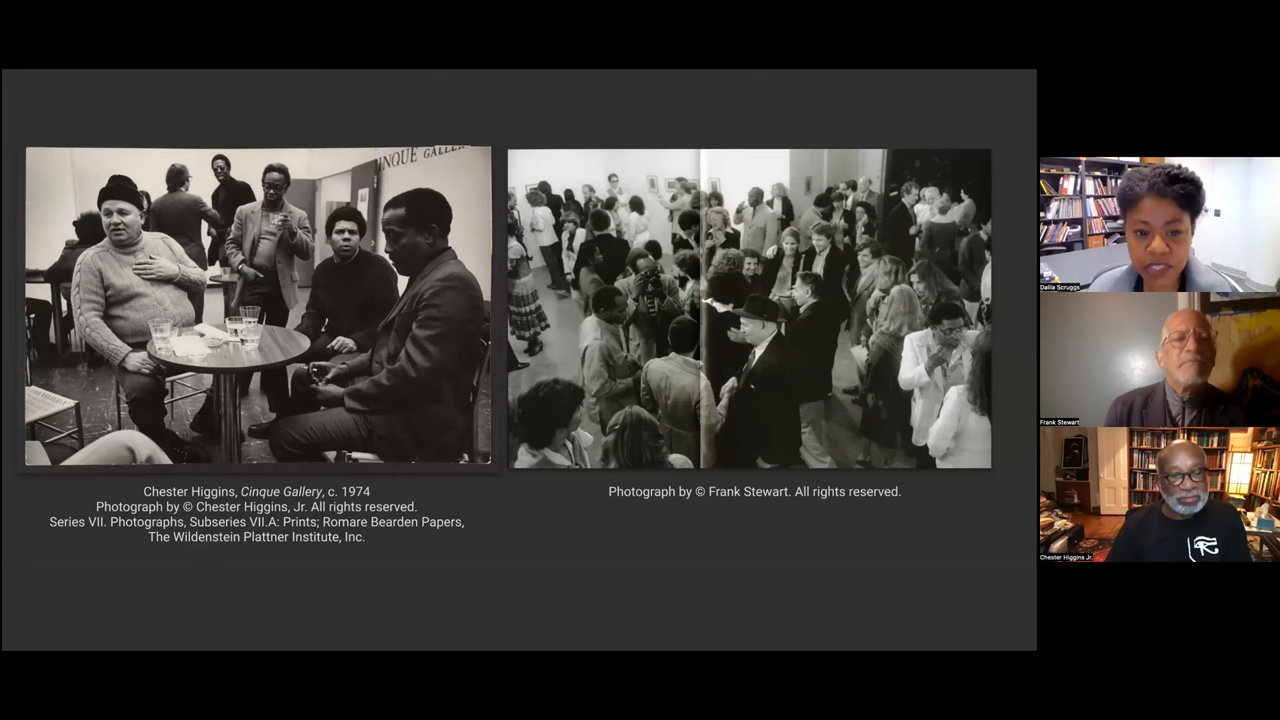 INQUE GALLER
Chester Higgins, Cinque Gallery, c. 1974
Photograph by © Chester Higgins, Jr. All rights reserved.
Series VII. Photographs, Subseries VII.A: Prints; Romare Bearden Papers,
The Wildenstein Plattner Institute, Inc.
Photograph by © Frank Stewart. All rights reserved.
Dalila Scruggs
Frank Stewart
Chester Higgins Jr.